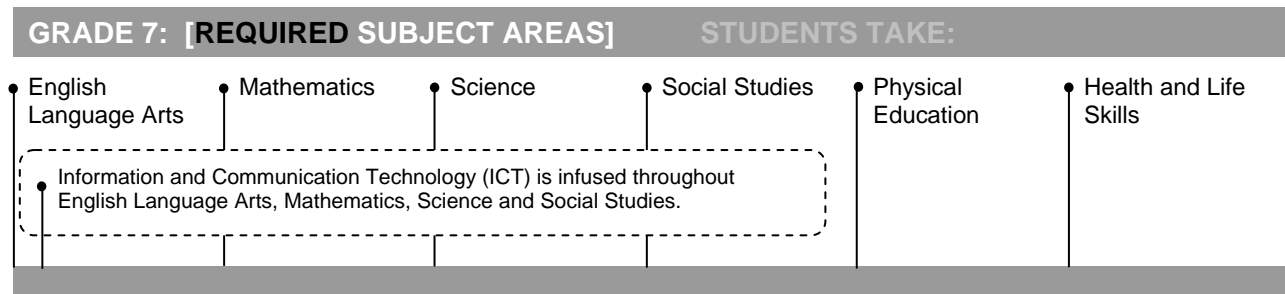 GRADE 7: [REQUIRED SUBJECT AREAS] STUDENTS TAKE:
English
Language Arts
Mathematics
Science
Social Studies
Physical
Education
Health and Life
Skills
Information and Communication Technology (ICT) is infused throughout
English Language Arts, Mathematics, Science and Social Studies.